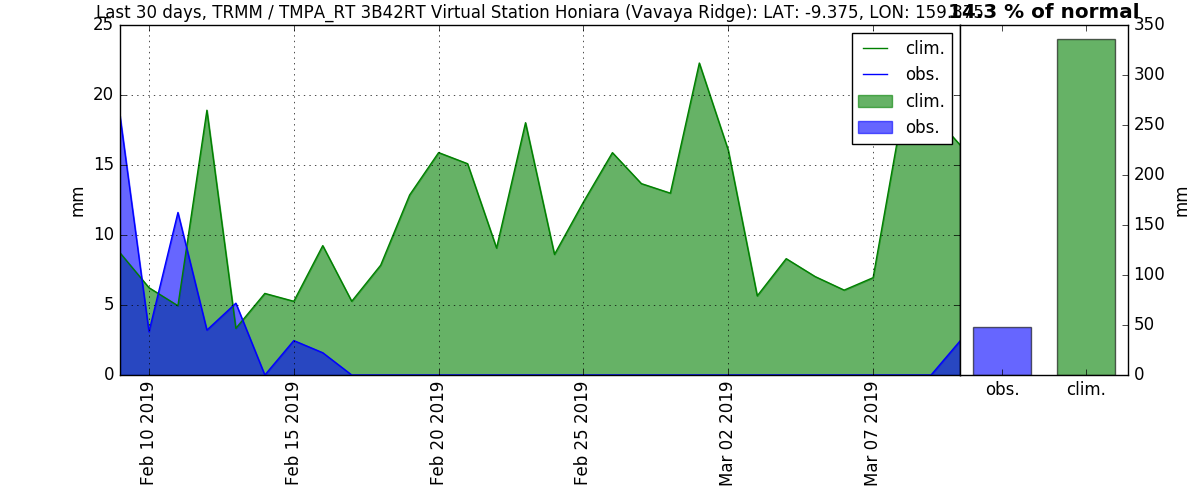 Last 30 days, TRMM / TMPA_RT 3B42RT Virtual Station Honiara (Vavaya Ridge): LAT: -9.375, LON:
14.3 % of normal
25
20
15
10
5
0
mm
clim.
obs.
clim.
obs.
350
300
250
200
150
100
50
0
mm
obs.
clim.
Feb 10 2019
Feb 15 2019
Feb 20 2019
Feb 25 2019
Mar 02 2019
Mar 07 2019